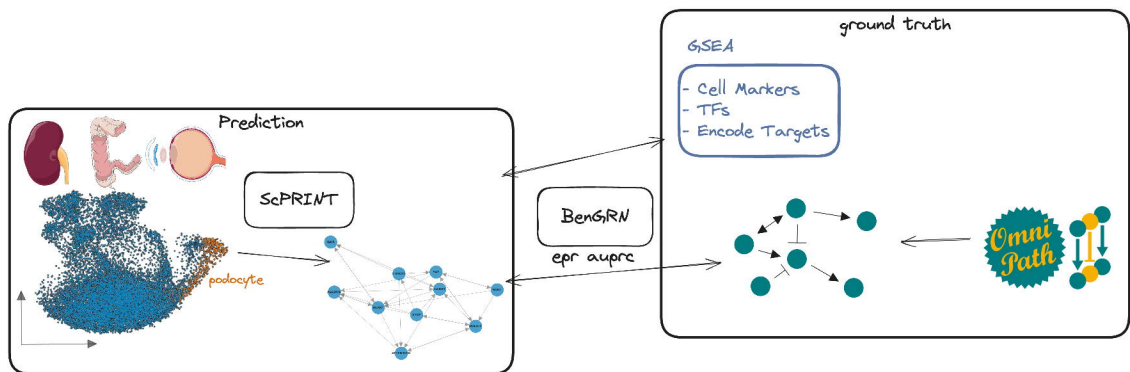 Prediction
ScPRINT
podocyte
BenGRN
epr auprc
ground truth
GSEA
- Cell Markers
- TFs
- Encode Targets
Omni
Path